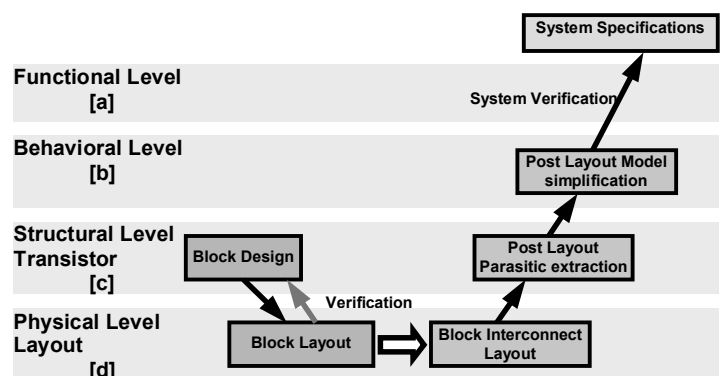 System Specifications
Functional Level
[a]
System Verification
Behavioral Level
[b]
Post Layout Model
simplification
Structural Level
Transistor
[c]
Block Design
Post Layout
Parasitic extraction
Verification
Physical Level
Layout
[d]
Block Layout
Block Interconnect
Layout